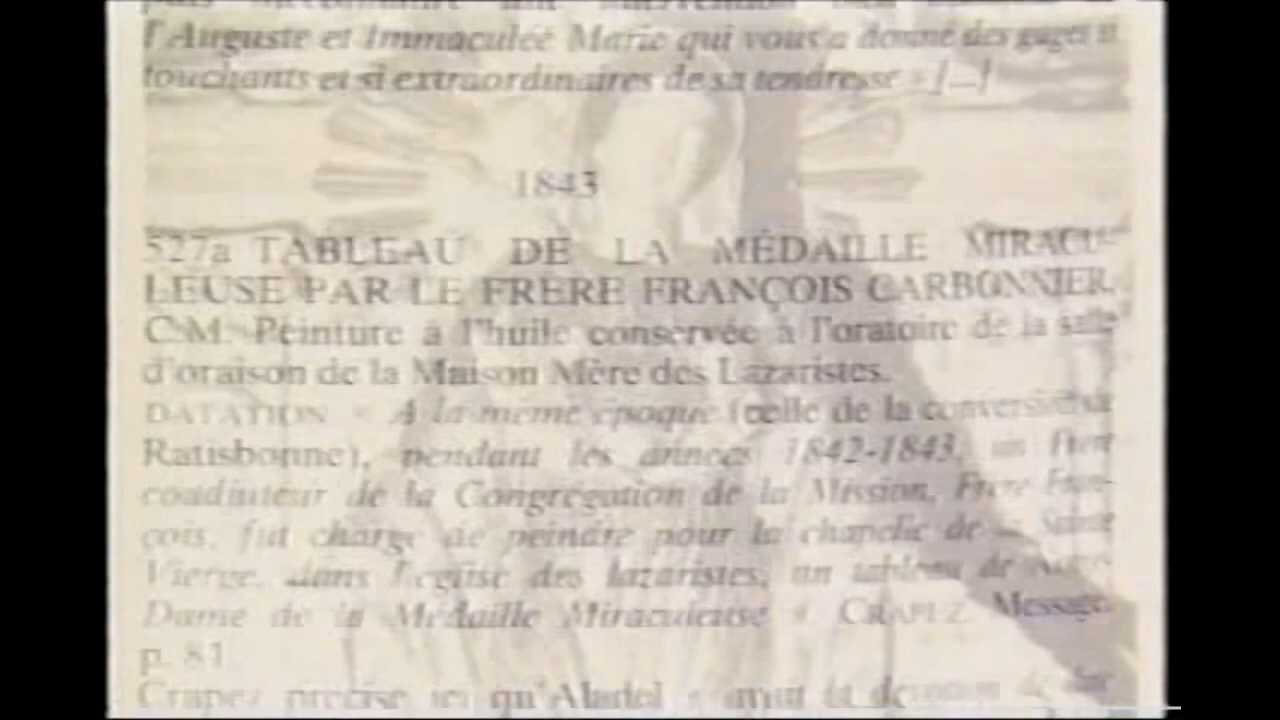 l'Auguste et Immaculée Marie qui vous a donné des gages si
touchants et si extraordinaires de sa tendresse » [...]
1843
527a TABLEAU DE LA MÉDAILLE MIRACU-
LEUSE PAR LE FRÈRE FRANÇOIS CARBONNIER,
C.M. Peinture à l'huile conservée à l'oratoire de la salle
d'oraison de la Maison Mère des Lazaristes.
DATATION « A la même époque (celle de la conversion
Ratisbonne), pendant les années 1842-1843, un Frère
coadjuteur de la Congrégation de la Mission, Frère Fran-
çois, fut chargé de peindre pour la chapelle de la Sainte
Vierge, dans l'église des lazaristes, un tableau de Notre-
Dame de la Médaille Miraculeuse ». CRAPEZ Message,
p. 81.
Crapez précise ici qu'Aladel